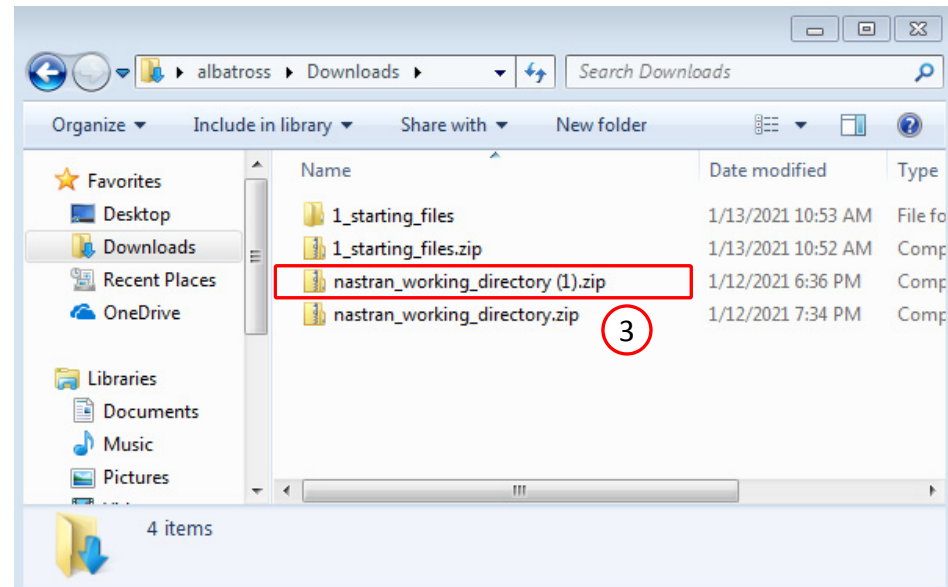 albatross Downloads Search Downloads
Organize Include in library Share with New folder
Favorites
Desktop
Downloads
Recent Places
OneDrive
Libraries
Documents
Music
Pictures
Name Date modified Type
1_starting_files 1/13/2021 10:53 AM File fo
1_starting_files.zip 1/13/2021 10:52 AM Comp
nastran_working_directory (1).zip 1/12/2021 6:36 PM Comp
nastran_working_directory.zip 1/12/2021 7:34 PM Comp
3
4 items